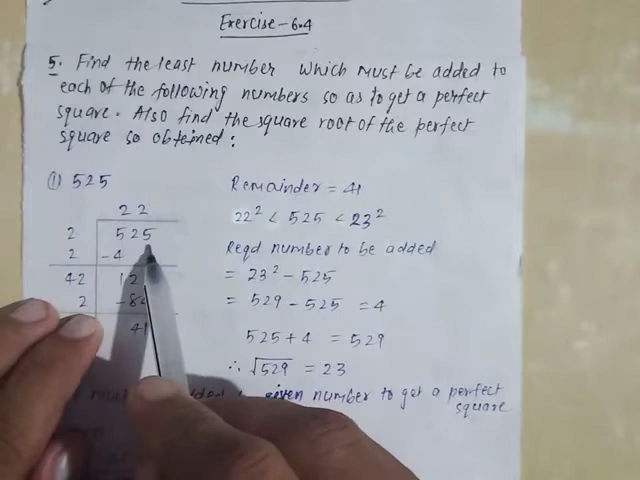 Exercise-6.4
5. Find the least number which must be added to
each of the following numbers so as to get a perfect
square. Also find the square root of the perfect
square so obtained:
① 525
22
2 525
2 -4
42 12
2 -84
41
Remainder = 41
22² < 525 < 23²
Reqd number to be added
= 23² - 525
= 529 - 525 = 4
525 + 4 = 529
∴ √529 = 23
given number to get a perfect
square